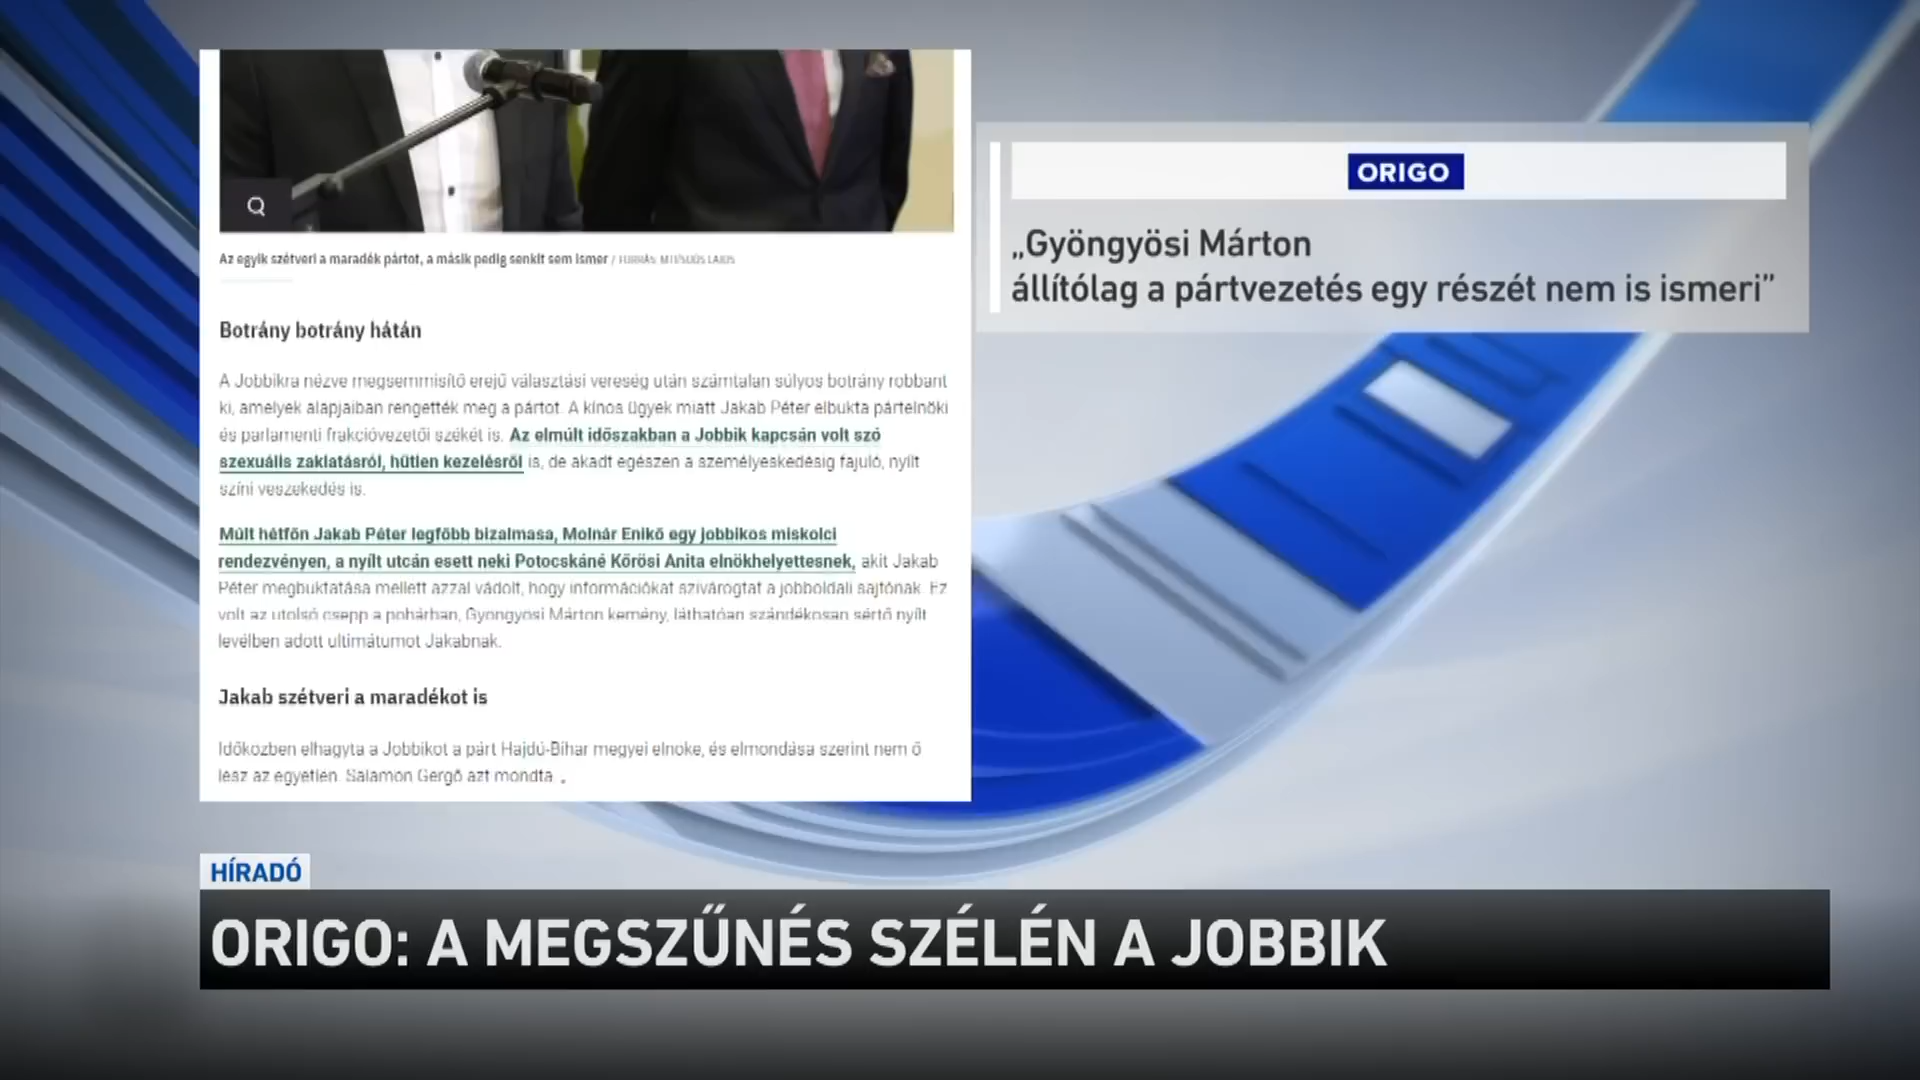 Az egyik szétveri a maradék pártot, a másik pedig senkit sem ismer / FORRÁS: MTI/SOÓS LAJOS
Botrány botrány hátán
A Jobbikra nézve megsemmisítő erejű választási vereség után számtalan súlyos botrány robbant
ki, amelyek alapjaiban rengették meg a pártot. A kínos ügyek miatt Jakab Péter elbukta pártelnöki
és parlamenti frakcióvezetői székét is. Az elmúlt időszakban a Jobbik kapcsán volt szó
szexuális zaklatásról, hűtlen kezelésről is, de akadt egészen a személyeskedésig fajuló, nyílt
színi veszekedés is.
Múlt hétfőn Jakab Péter legfőbb bizalmasa, Molnár Enikő egy jobbikos miskolci
rendezvényen, a nyílt utcán esett neki Potocskáné Kőrösi Anita elnökhelyettesnek, akit Jakab
Péter megbuktatása mellett azzal vádolt, hogy információkat szivárogtat a jobboldali sajtónak. Ez
volt az utolsó csepp a pohárban, Gyöngyösi Márton kemény, láthatóan szándékosan sértő nyílt
levélben adott ultimátumot Jakabnak.
Jakab szétveri a maradékot is
Időközben elhagyta a Jobbikot a párt Hajdú-Bihar megyei elnöke, és elmondása szerint nem ő
lesz az egyetlen. Salamon Gergő azt mondta „
ORIGO
„Gyöngyösi Márton
állítólag a pártvezetés egy részét nem is ismeri”
HÍRADÓ
ORIGO: A MEGSZŰNÉS SZÉLÉN A JOBBIK